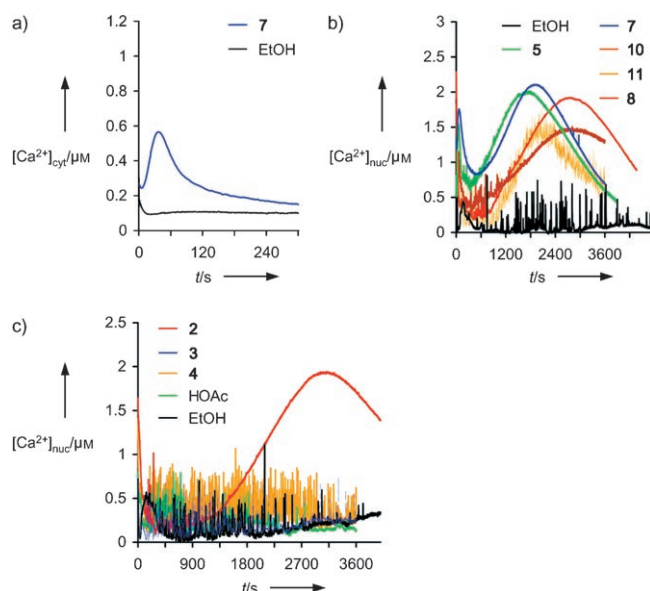 a)
7
EtOH
1.2
1
0.8
0.6
0.4
0.2
0
[Ca²⁺]cyt/µM
0 120 240
t/s
b)
EtOH
5
7
10
11
8
3
2.5
2
1.5
1
0.5
0
[Ca²⁺]nuc/µM
0 1200 2400 3600
t/s
c)
2
3
4
HOAc
EtOH
2.5
2
1.5
1
0.5
0
[Ca²⁺]nuc/µM
0 900 1800 2700 3600
t/s